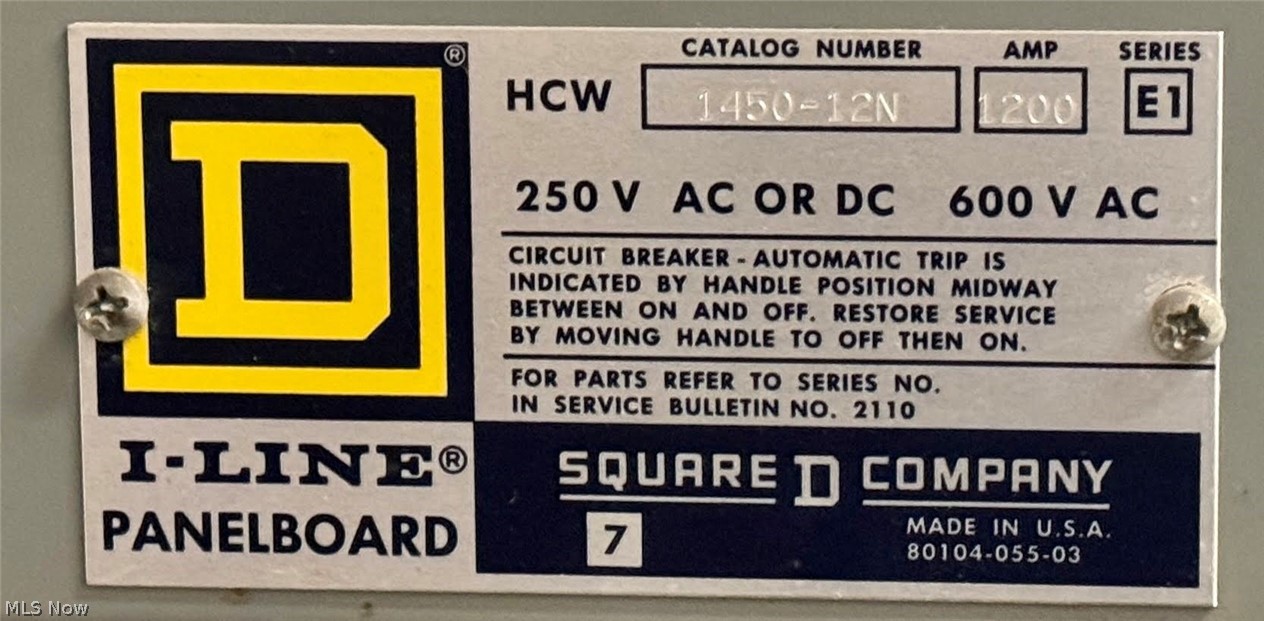 CATALOG NUMBER AMP SERIES
HCW 1450-12N 1200 E1
250 V AC OR DC 600 V AC
CIRCUIT BREAKER - AUTOMATIC TRIP IS
INDICATED BY HANDLE POSITION MIDWAY
BETWEEN ON AND OFF. RESTORE SERVICE
BY MOVING HANDLE TO OFF THEN ON.
FOR PARTS REFER TO SERIES NO.
IN SERVICE BULLETIN NO. 2110
D ®
I-LINE®
PANELBOARD
SQUARE D COMPANY
7
MADE IN U.S.A.
80104-055-03
MLS Now